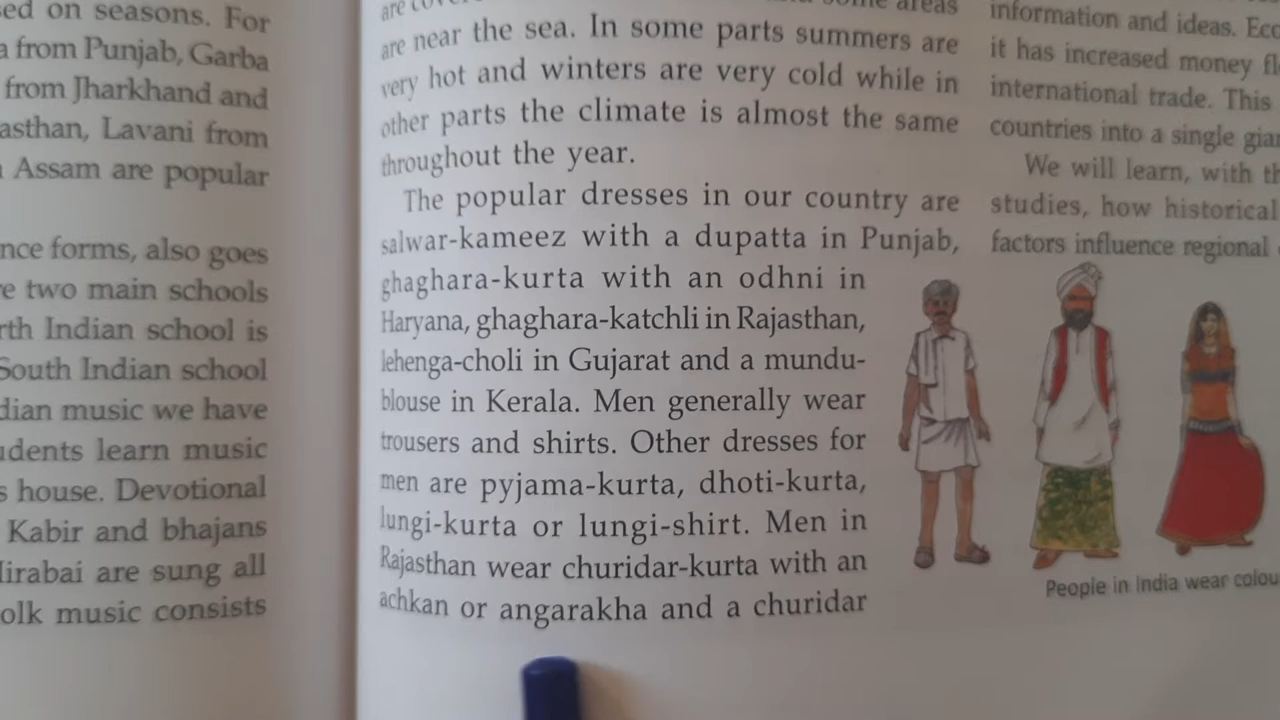 sed on seasons. For
from Punjab, Garba
from Jharkhand and
asthan, Lavani from
Assam are popular
nce forms, also goes
re two main schools
rth Indian school is
South Indian school
dian music we have
udents learn music
s house. Devotional
Kabir and bhajans
Mirabai are sung all
olk music consists
are near the sea. In some parts summers are
very hot and winters are very cold while in
other parts the climate is almost the same
throughout the year.
The popular dresses in our country are
salwar-kameez with a dupatta in Punjab,
ghaghara-kurta with an odhni in
Haryana, ghaghara-katchli in Rajasthan,
lehenga-choli in Gujarat and a mundu-
blouse in Kerala. Men generally wear
trousers and shirts. Other dresses for
men are pyjama-kurta, dhoti-kurta,
lungi-kurta or lungi-shirt. Men in
Rajasthan wear churidar-kurta with an
achkan or angarakha and a churidar
information and ideas. Eco
it has increased money fl
international trade. This
countries into a single gia
We will learn, with th
studies, how historical
factors influence regional
People in India wear colou